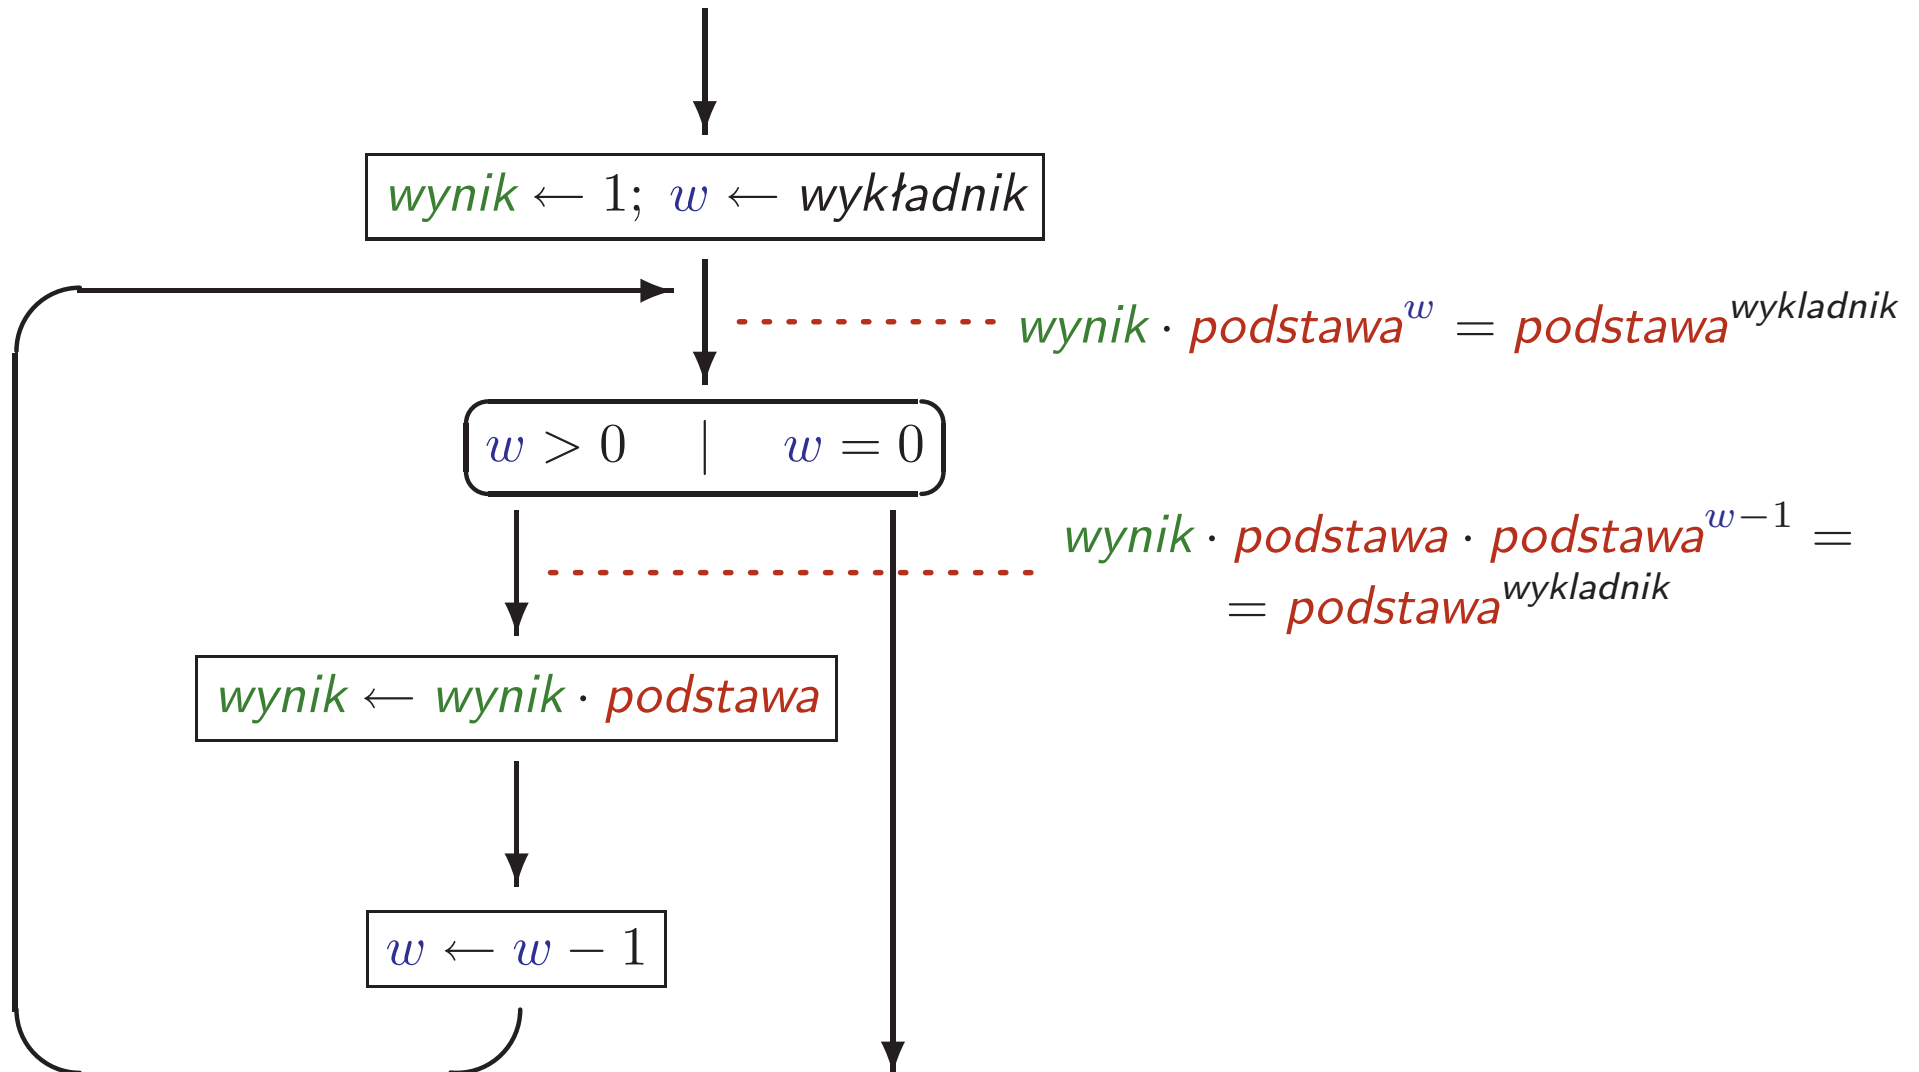 wynik ← 1; w ← wykładnik
wynik · podstawa^w = podstawa^wykladnik
w > 0 | w = 0
wynik · podstawa · podstawa^w−1 =
= podstawa^wykladnik
wynik ← wynik · podstawa
w ← w − 1